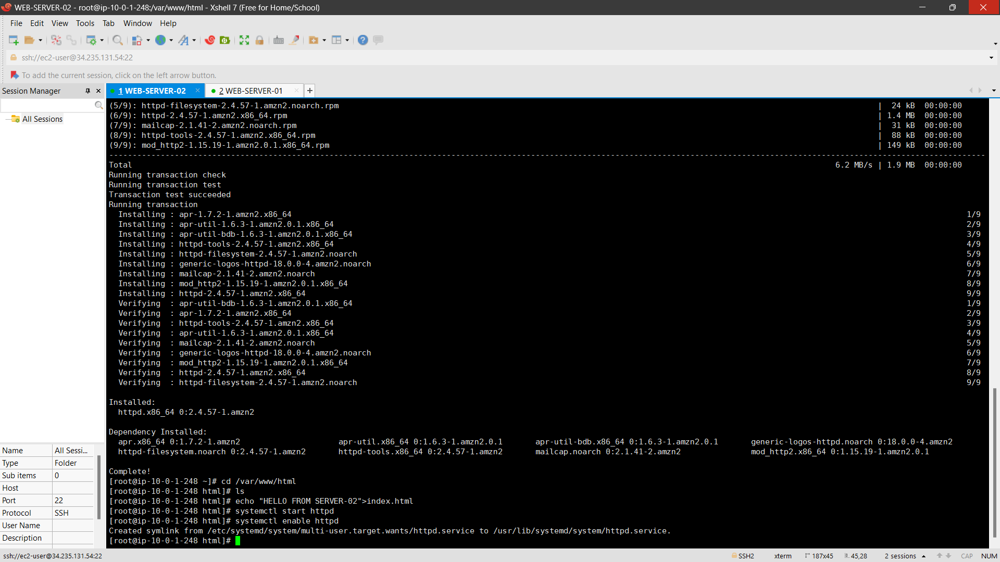 WEB-SERVER-02 - root@ip-10-0-1-248:/var/www/html - Xshell 7 (Free for Home/School)
File Edit View Tools Tab Window Help
ssh://ec2-user@34.235.131.54:22
To add the current session, click on the left arrow button.
Session Manager
All Sessions
1 WEB-SERVER-02
2 WEB-SERVER-01
(5/9): httpd-filesystem-2.4.57-1.amzn2.noarch.rpm | 24 kB 00:00:00
(6/9): httpd-2.4.57-1.amzn2.x86_64.rpm | 1.4 MB 00:00:00
(7/9): mailcap-2.1.41-2.amzn2.noarch.rpm | 31 kB 00:00:00
(8/9): httpd-tools-2.4.57-1.amzn2.x86_64.rpm | 88 kB 00:00:00
(9/9): mod_http2-1.15.19-1.amzn2.0.1.x86_64.rpm | 149 kB 00:00:00
Total 6.2 MB/s | 1.9 MB 00:00:00
Running transaction check
Running transaction test
Transaction test succeeded
Running transaction
Installing : apr-1.7.2-1.amzn2.x86_64 1/9
Installing : apr-util-1.6.3-1.amzn2.0.1.x86_64 2/9
Installing : apr-util-bdb-1.6.3-1.amzn2.0.1.x86_64 3/9
Installing : httpd-tools-2.4.57-1.amzn2.x86_64 4/9
Installing : httpd-filesystem-2.4.57-1.amzn2.noarch 5/9
Installing : generic-logos-httpd-18.0.0-4.amzn2.noarch 6/9
Installing : mailcap-2.1.41-2.amzn2.noarch 7/9
Installing : mod_http2-1.15.19-1.amzn2.0.1.x86_64 8/9
Installing : httpd-2.4.57-1.amzn2.x86_64 9/9
Verifying : apr-util-bdb-1.6.3-1.amzn2.0.1.x86_64 1/9
Verifying : apr-1.7.2-1.amzn2.x86_64 2/9
Verifying : httpd-tools-2.4.57-1.amzn2.x86_64 3/9
Verifying : apr-util-1.6.3-1.amzn2.0.1.x86_64 4/9
Verifying : mailcap-2.1.41-2.amzn2.noarch 5/9
Verifying : generic-logos-httpd-18.0.0-4.amzn2.noarch 6/9
Verifying : mod_http2-1.15.19-1.amzn2.0.1.x86_64 7/9
Verifying : httpd-2.4.57-1.amzn2.x86_64 8/9
Verifying : httpd-filesystem-2.4.57-1.amzn2.noarch 9/9
Installed:
httpd.x86_64 0:2.4.57-1.amzn2
Dependency Installed:
apr.x86_64 0:1.7.2-1.amzn2 apr-util.x86_64 0:1.6.3-1.amzn2.0.1 apr-util-bdb.x86_64 0:1.6.3-1.amzn2.0.1 generic-logos-httpd.noarch 0:18.0.0-4.amzn2
httpd-filesystem.noarch 0:2.4.57-1.amzn2 httpd-tools.x86_64 0:2.4.57-1.amzn2 mailcap.noarch 0:2.1.41-2.amzn2 mod_http2.x86_64 0:1.15.19-1.amzn2.0.1
Complete!
[root@ip-10-0-1-248 ~]# cd /var/www/html
[root@ip-10-0-1-248 html]# ls
[root@ip-10-0-1-248 html]# echo "HELLO FROM SERVER-02">index.html
[root@ip-10-0-1-248 html]# systemctl start httpd
[root@ip-10-0-1-248 html]# systemctl enable httpd
Created symlink from /etc/systemd/system/multi-user.target.wants/httpd.service to /usr/lib/systemd/system/httpd.service.
[root@ip-10-0-1-248 html]#
Name All Sessi...
Type Folder
Sub items 0
Host
Port 22
Protocol SSH
User Name
Description
ssh://ec2-user@34.235.131.54:22 SSH2 xterm 187x45 45,28 2 sessions CAP NUM